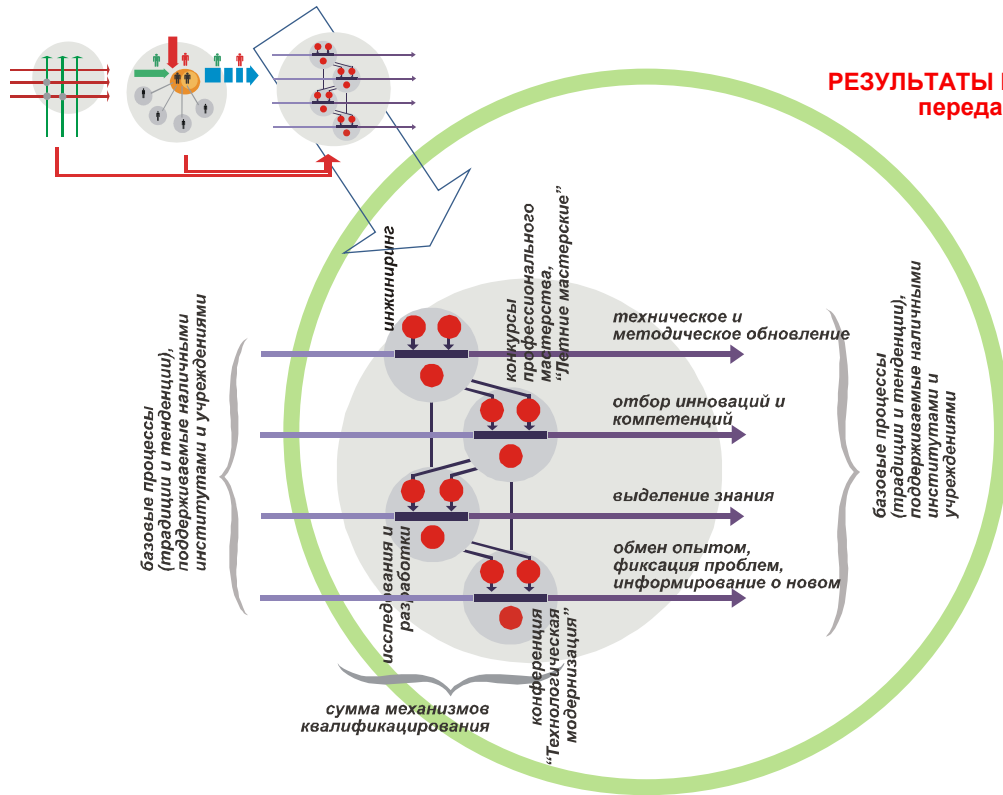 РЕЗУЛЬТАТЫ
переда
инжиниринг
конкурсы
профессионального
мастерства,
“Летние мастерские”
базовые процессы
(традиции и тенденции),
поддерживаемые наличными
институтами и учреждениями
техническое и
методическое обновление
отбор инноваций и
компетенций
выделение знания
обмен опытом,
фиксация проблем,
информирование о новом
базовые процессы
(традиции и тенденции),
поддерживаемые наличными
институтами и
учреждениями
исследования и
разработки
конференция
“Технологическая
модернизация”
сумма механизмов
квалифицирования